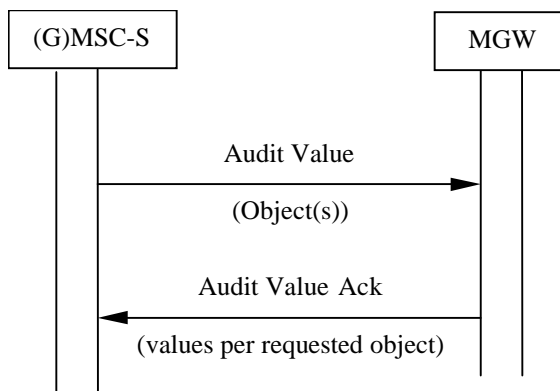 (G)MSC-S
MGW
Audit Value
(Object(s))
Audit Value Ack
(values per requested object)